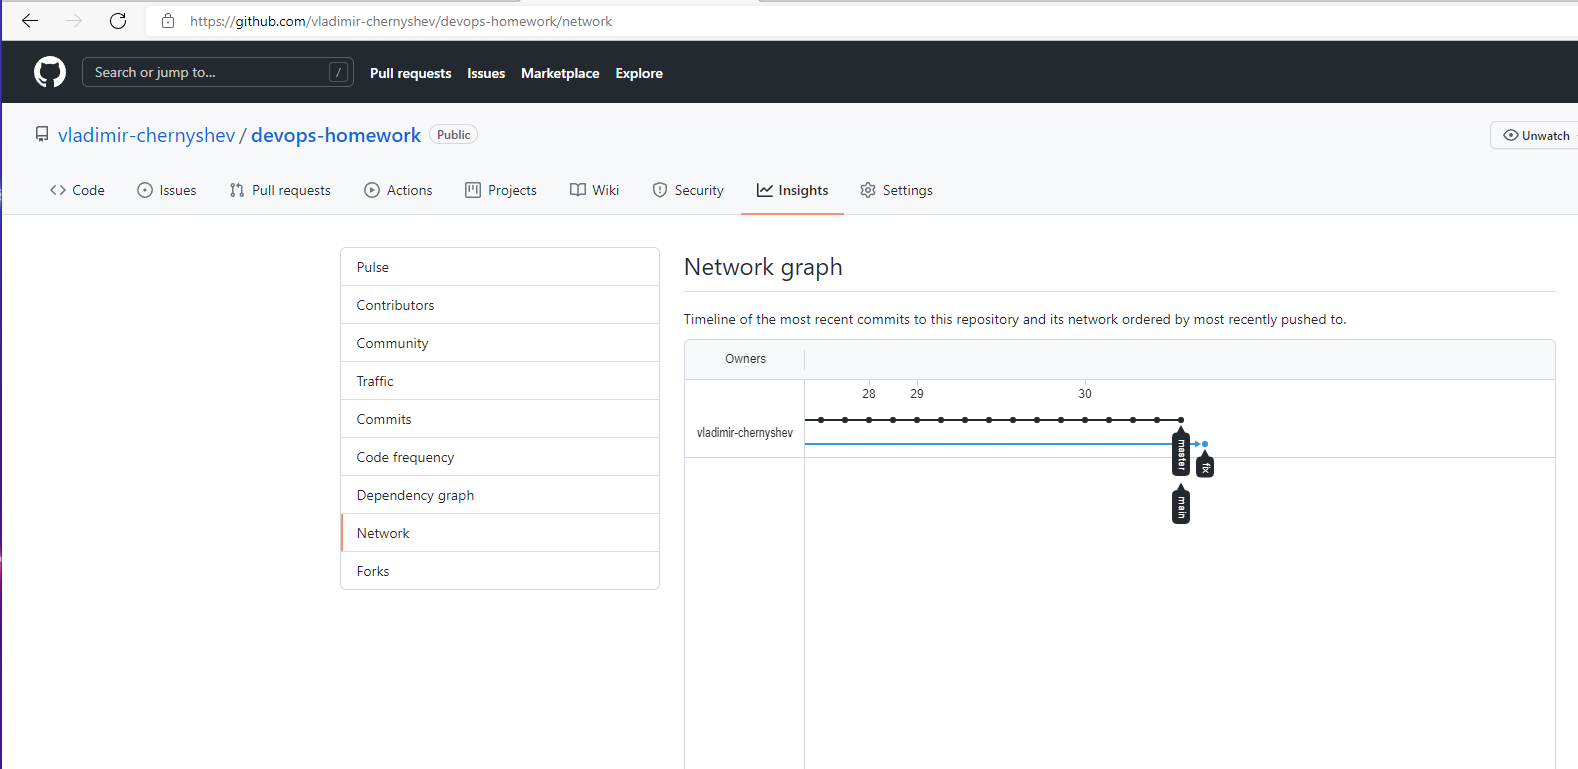 https://github.com/vladimir-chernyshev/devops-homework/network
Search or jump to... /
Pull requests Issues Marketplace Explore
vladimir-chernyshev / devops-homework Public
Unwatch
Code Issues Pull requests Actions Projects Wiki Security Insights Settings
Pulse
Contributors
Community
Traffic
Commits
Code frequency
Dependency graph
Network
Forks
Network graph
Timeline of the most recent commits to this repository and its network ordered by most recently pushed to.
Owners
28 29 30
vladimir-chernyshev
master
fix
main